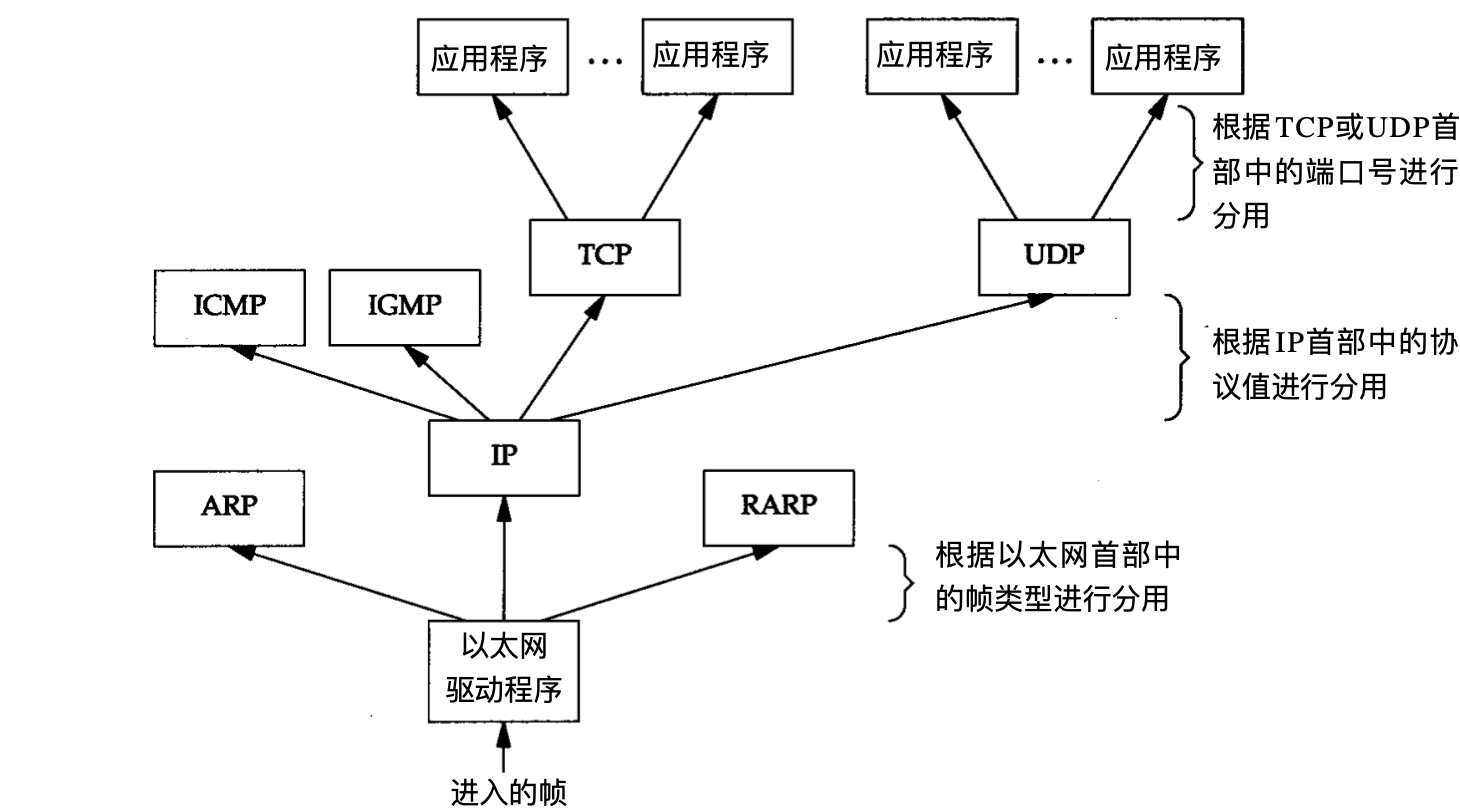 应用程序
…
应用程序
应用程序
…
应用程序
根据TCP或UDP首
部中的端口号进行
分用
TCP
UDP
ICMP
IGMP
根据IP首部中的协
议值进行分用
IP
ARP
RARP
根据以太网首部中
的帧类型进行分用
以太网
驱动程序
进入的帧